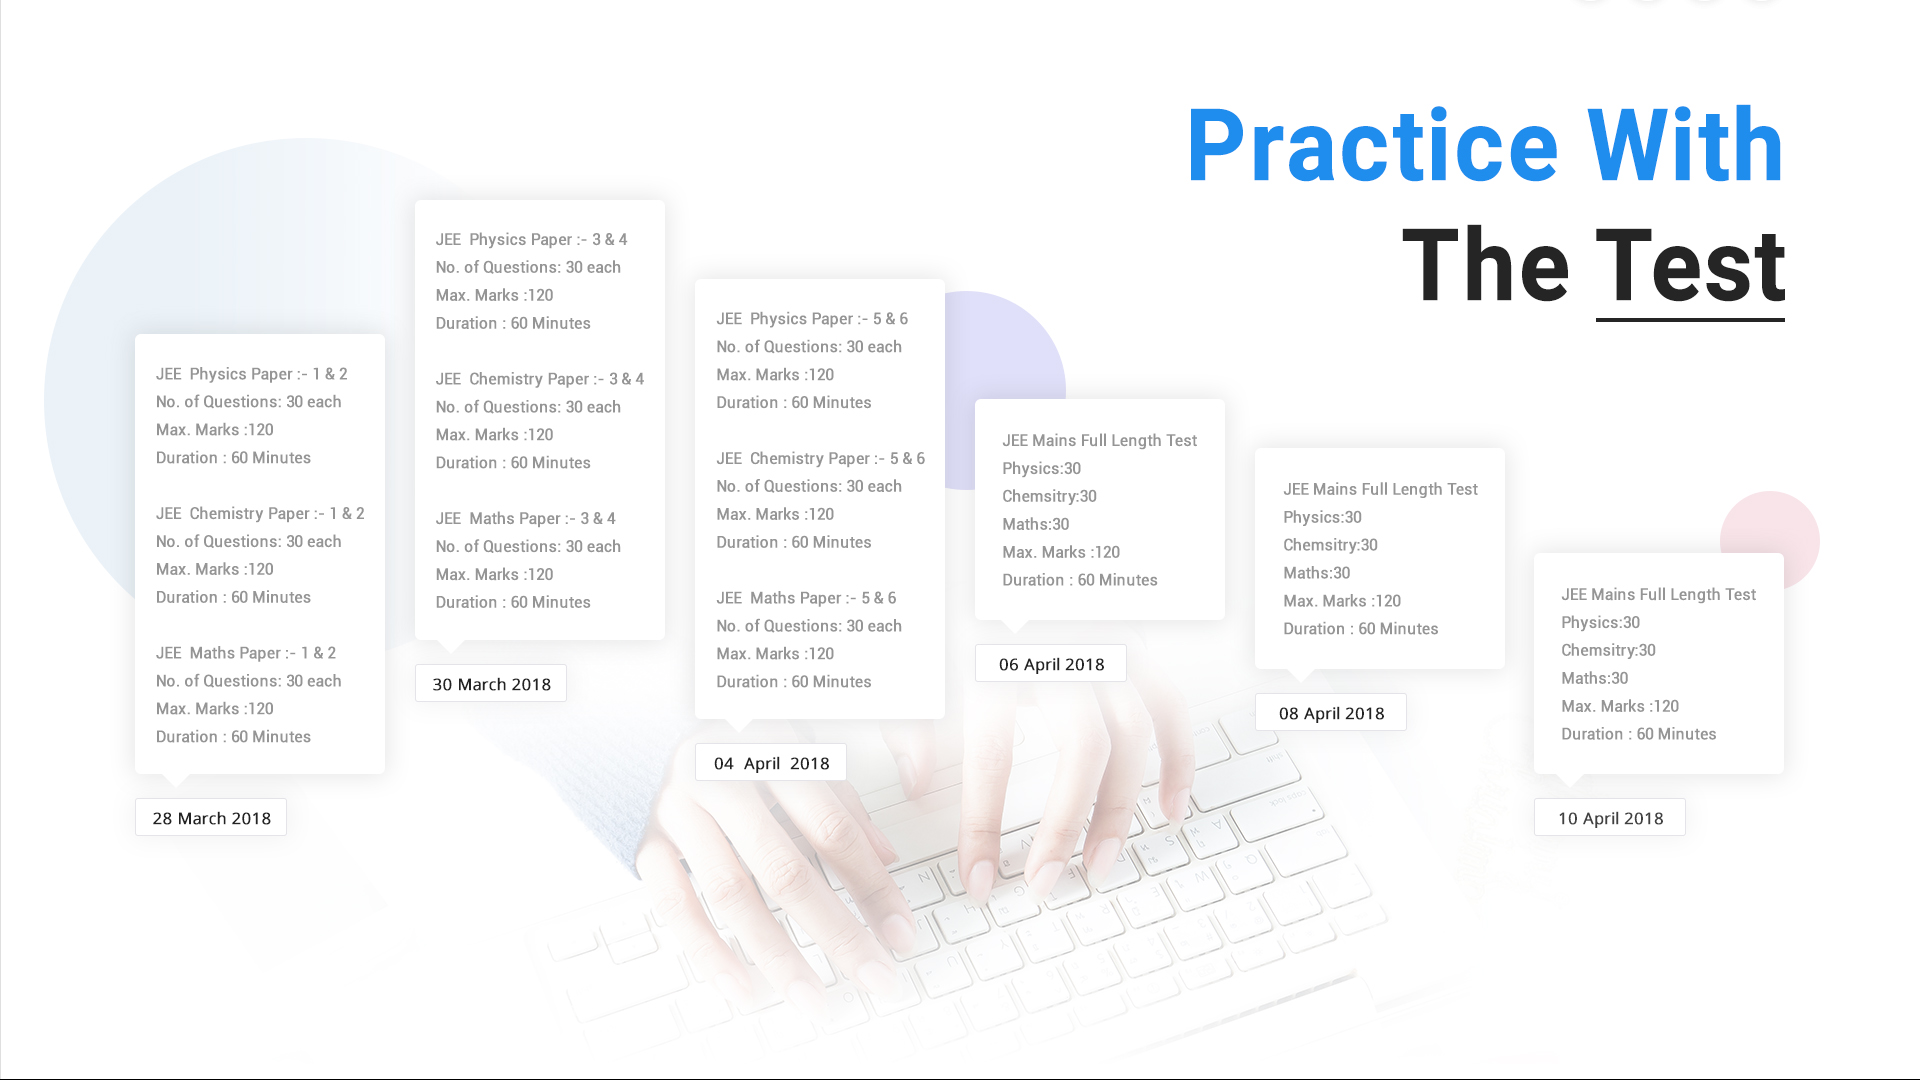 Practice With
The Test
JEE  Physics Paper :- 1 & 2
No. of Questions: 30 each
Max. Marks :120
Duration : 60 Minutes
JEE  Chemistry Paper :- 1 & 2
No. of Questions: 30 each
Max. Marks :120
Duration : 60 Minutes
JEE  Maths Paper :- 1 & 2
No. of Questions: 30 each
Max. Marks :120
Duration : 60 Minutes
28 March 2018
JEE  Physics Paper :- 3 & 4
No. of Questions: 30 each
Max. Marks :120
Duration : 60 Minutes
JEE  Chemistry Paper :- 3 & 4
No. of Questions: 30 each
Max. Marks :120
Duration : 60 Minutes
JEE  Maths Paper :- 3 & 4
No. of Questions: 30 each
Max. Marks :120
Duration : 60 Minutes
30 March 2018
JEE  Physics Paper :- 5 & 6
No. of Questions: 30 each
Max. Marks :120
Duration : 60 Minutes
JEE  Chemistry Paper :- 5 & 6
No. of Questions: 30 each
Max. Marks :120
Duration : 60 Minutes
JEE  Maths Paper :- 5 & 6
No. of Questions: 30 each
Max. Marks :120
Duration : 60 Minutes
04  April  2018
JEE Mains Full Length Test
Physics:30
Chemsitry:30
Maths:30
Max. Marks :120
Duration : 60 Minutes
06 April 2018
JEE Mains Full Length Test
Physics:30
Chemsitry:30
Maths:30
Max. Marks :120
Duration : 60 Minutes
08 April 2018
JEE Mains Full Length Test
Physics:30
Chemsitry:30
Maths:30
Max. Marks :120
Duration : 60 Minutes
10 April 2018